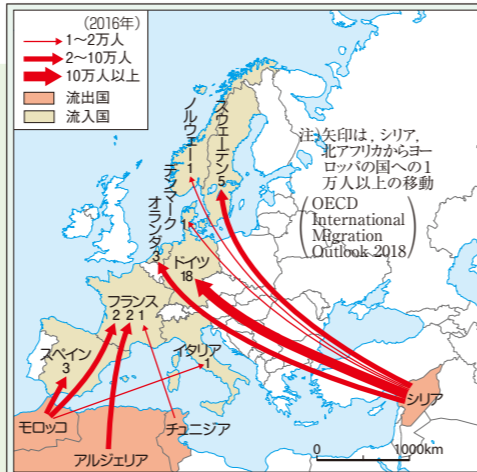 (2016年)
1～2万人
2～10万人
10万人以上
流出国
流入国
ノルウェー1
スウェーデン5
デンマーク
1
オランダ
3
ドイツ
18
フランス
2 2 1
スペイン
3
イタリア
1
モロッコ
アルジェリア
チュニジア
シリア
注:矢印は,シリア,
北アフリカからヨー
ロッパの国への1
万人以上の移動
(OECD
International
Migration
Outlook 2018)
0 1000km